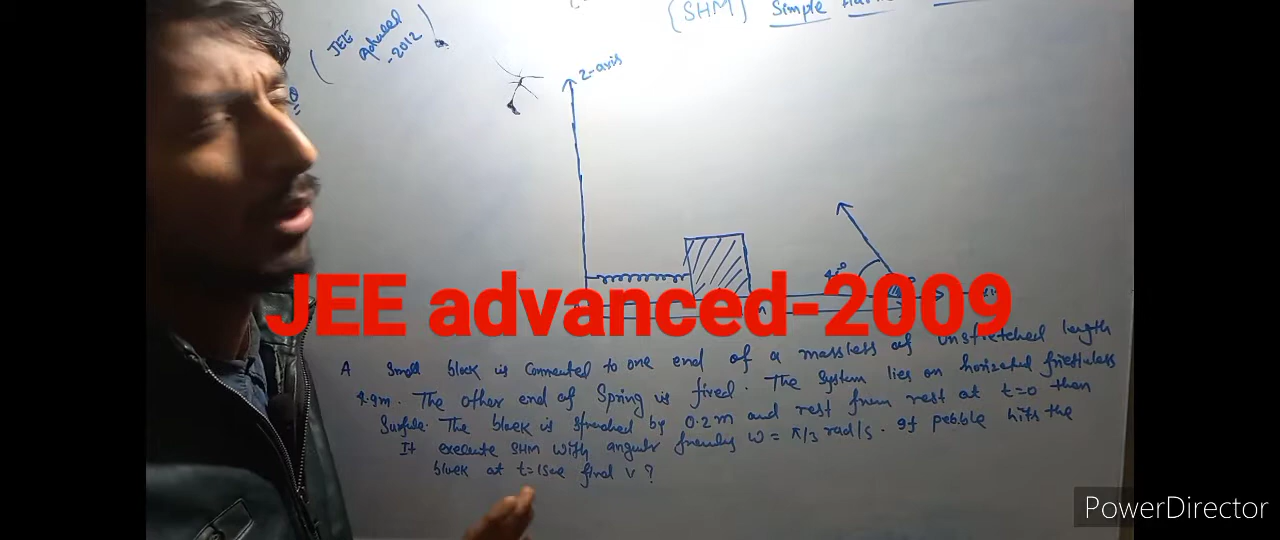 (SHM) Simple
(JEE
Advanced
-2012
z-axis
JEE advanced-2009
A small block is connected to one end of a massless of unstretched length
4.9m. The other end of Spring is fixed. The System lies on horizontal frictionless
Surface. The block is streached by 0.2m and rest from rest at t=0 then
It execute SHM with angular frequency ω = π/3 rad/s. If pebble hits the
block at t=1sec find v ?
PowerDirector